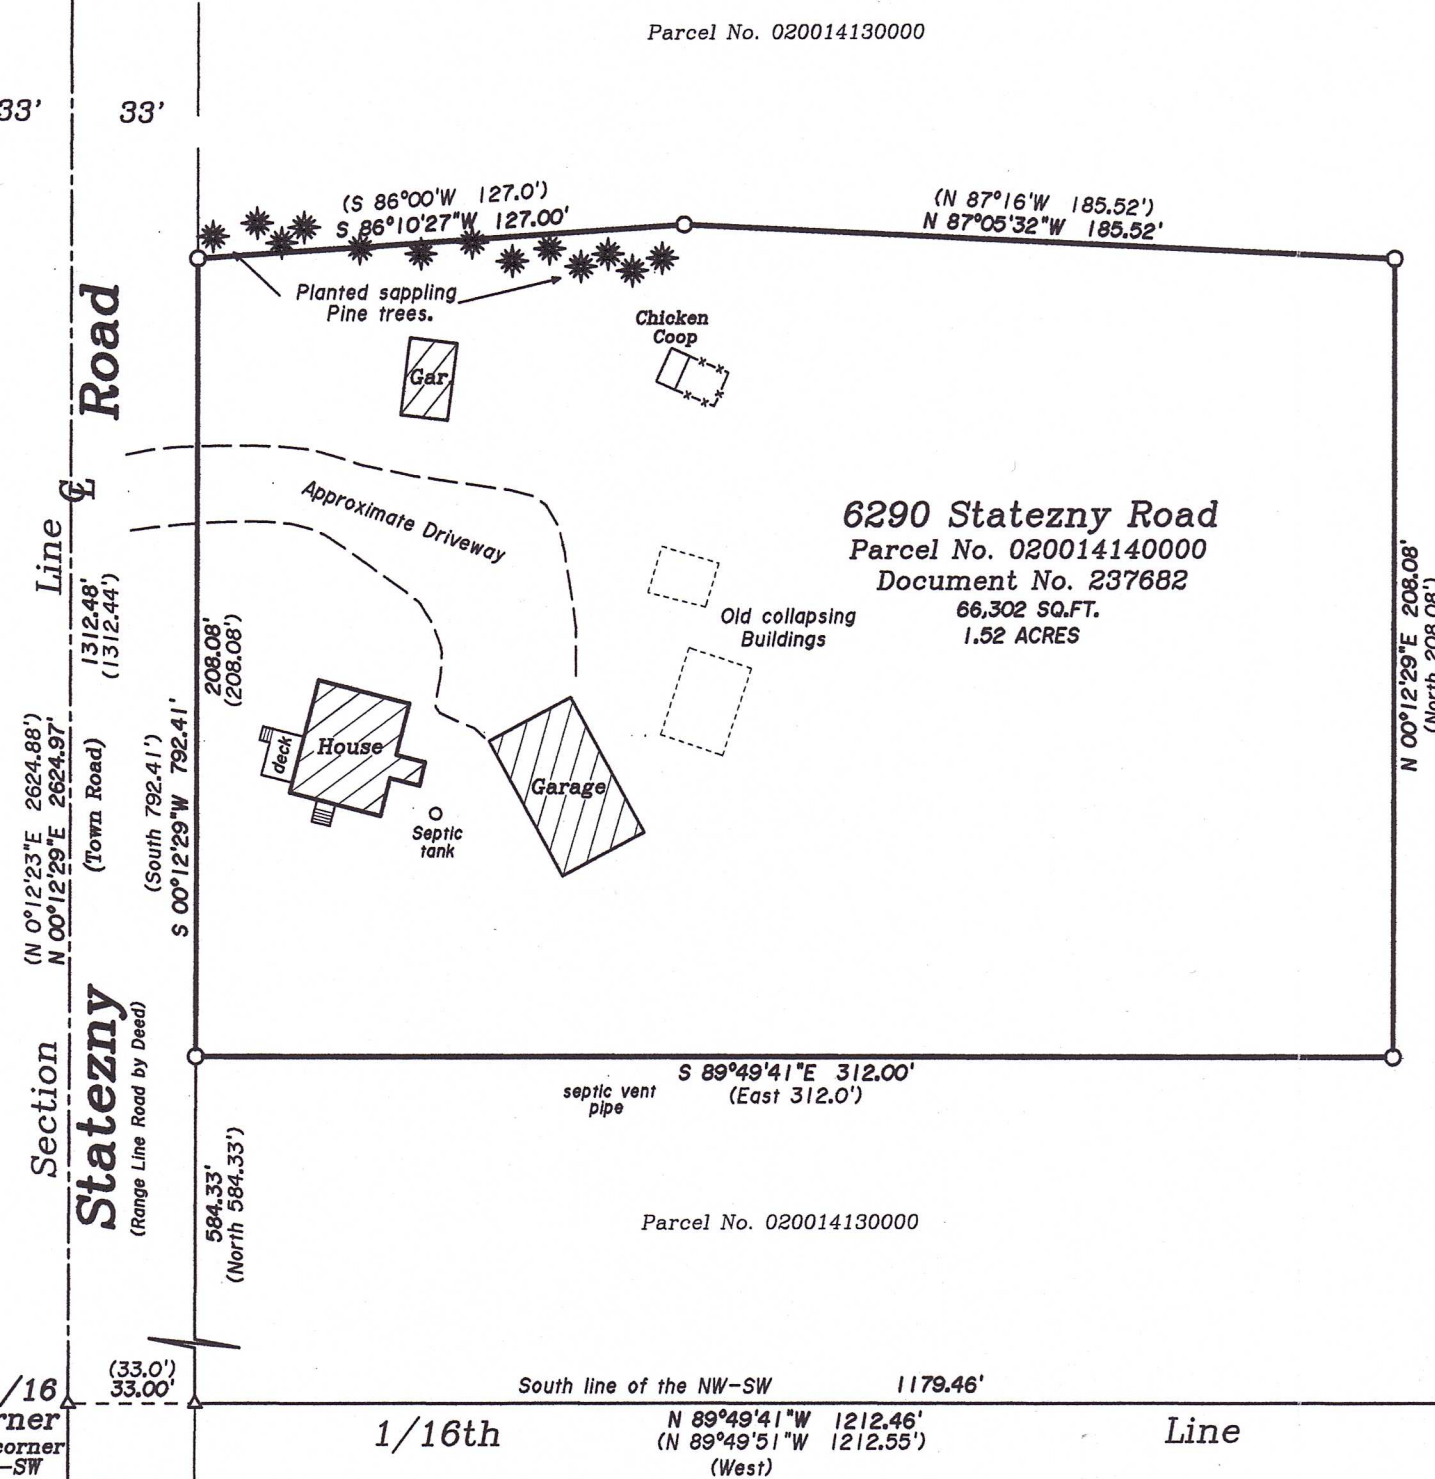 Parcel No. 020014130000
33'
33'
(S 86°00'W 127.0')
S 86°10'27"W 127.00'
(N 87°16'W 185.52')
N 87°05'32"W 185.52'
Planted sappling
Pine trees.
Chicken
Coop
Gar
Approximate Driveway
6290 Statezny Road
Parcel No. 020014140000
Document No. 237682
66,302 SQ.FT.
1.52 ACRES
Old collapsing
Buildings
House
deck
Garage
Septic
tank
208.08'
(208.08')
N 00°12'29"E 208.08'
(North 208.08')
Section Line
℄
Statezny Road
(Town Road)
(Range Line Road by Deed)
1312.48'
(1312.44')
(N 0°12'23"E 2624.88')
N 00°12'29"E 2624.97'
(South 792.41')
S 00°12'29"W 792.41'
S 89°49'41"E 312.00'
(East 312.0')
septic vent
pipe
584.33'
(North 584.33')
Parcel No. 020014130000
(33.0')
33.00'
South line of the NW-SW 1179.46'
/16
rner
corner
-SW
1/16th Line
N 89°49'41"W 1212.46'
(N 89°49'51"W 1212.55')
(West)